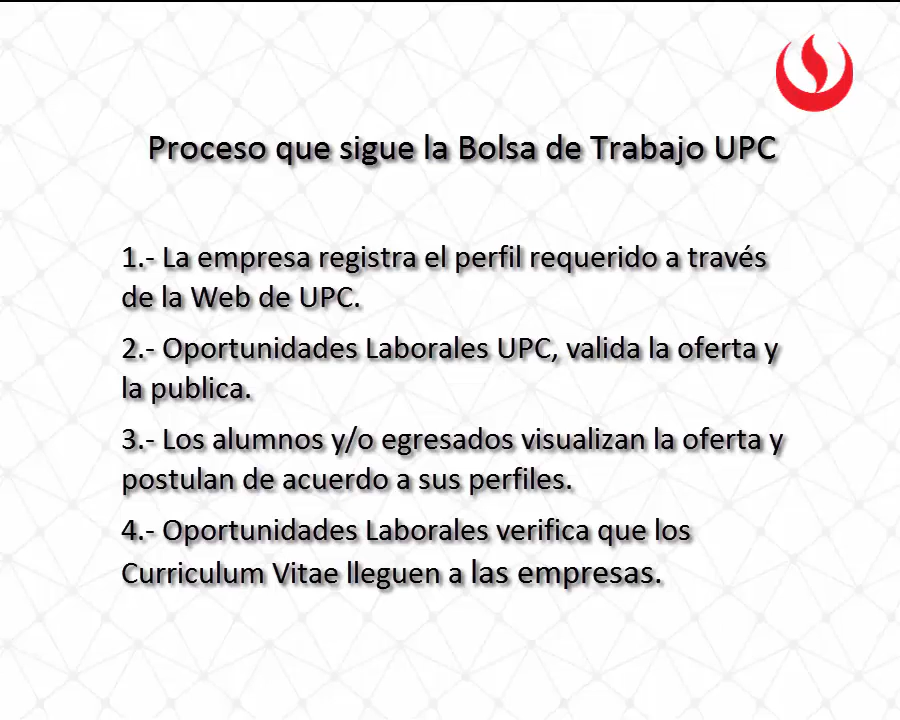 Proceso que sigue la Bolsa de Trabajo UPC
1.- La empresa registra el perfil requerido a través
de la Web de UPC.
2.- Oportunidades Laborales UPC, valida la oferta y
la publica.
3.- Los alumnos y/o egresados visualizan la oferta y
postulan de acuerdo a sus perfiles.
4.- Oportunidades Laborales verifica que los
Curriculum Vitae lleguen a las empresas.